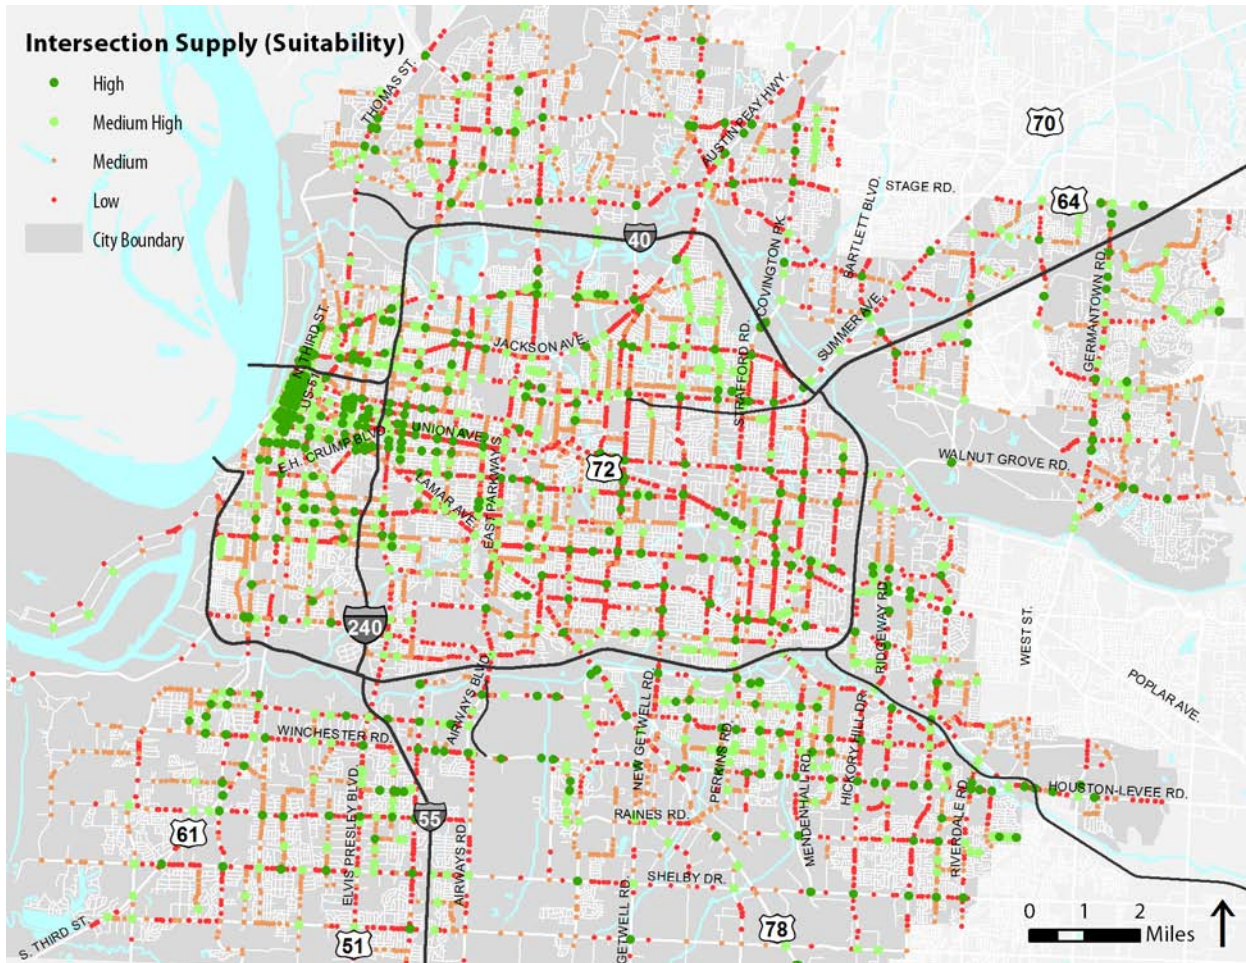 Intersection Supply (Suitability)
High
Medium High
Medium
Low
City Boundary
THOMAS ST.
AUSTIN PEAY HWY.
70
STAGE RD.
64
40
COVINGTON PK.
BARTLETT BLVD.
SUMMER AVE.
GERMANTOWN RD.
N. THIRD ST.
US-51
JACKSON AVE.
STRAFFORD RD.
UNION AVE.
E.H. CRUMP BLVD.
LAMAR AVE.
EAST PARKWAY S.
72
WALNUT GROVE RD.
240
RIDGEWAY RD.
WEST ST.
POPLAR AVE.
AIRWAYS BLVD.
WINCHESTER RD.
NEW GETWELL RD.
PERKINS RD.
MENDENHALL RD.
HICKORY HILL DR.
HOUSTON-LEVEE RD.
RAINES RD.
ELVIS PRESLEY BLVD.
55
61
AIRWAYS RD.
RIVERDALE RD.
SHELBY DR.
GETWELL RD.
S. THIRD ST.
51
78
0 1 2
Miles